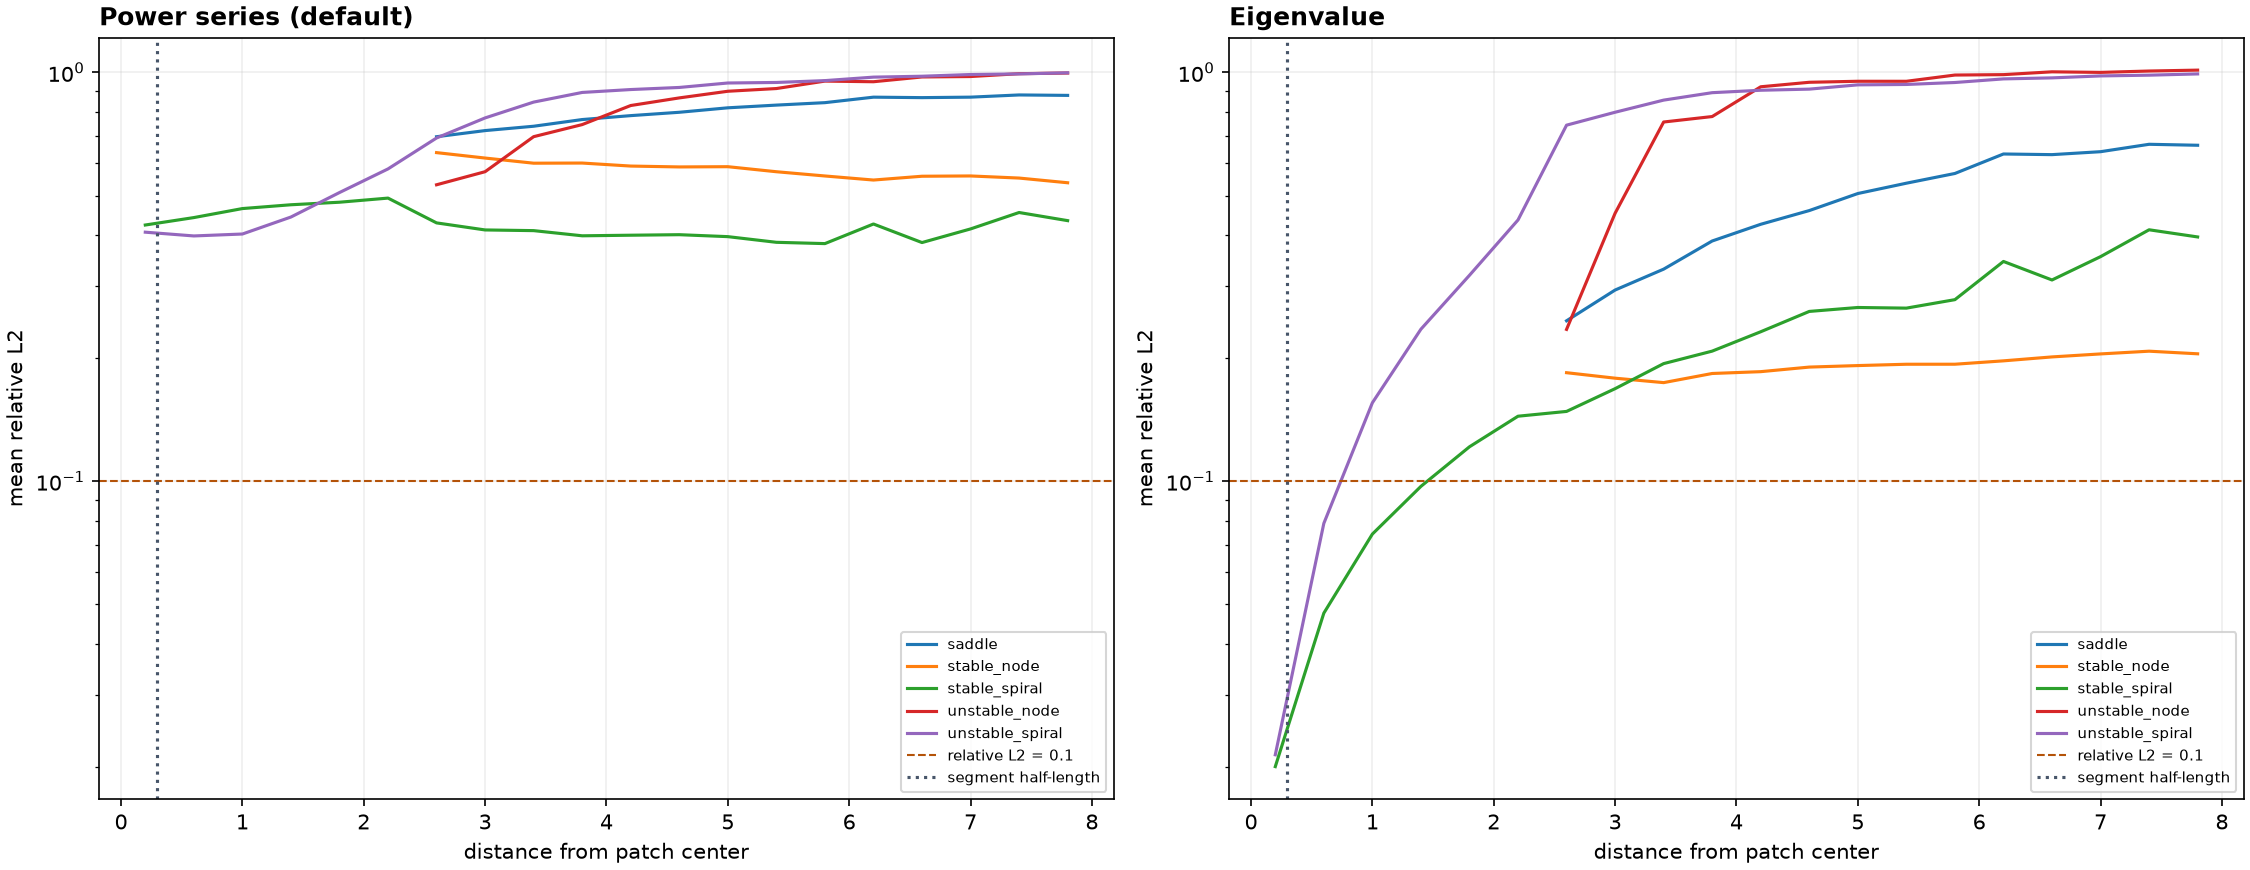 Power series (default)
10⁰
10⁻¹
mean relative L2
0 1 2 3 4 5 6 7 8
distance from patch center
saddle
stable_node
stable_spiral
unstable_node
unstable_spiral
relative L2 = 0.1
segment half-length
Eigenvalue
10⁰
10⁻¹
mean relative L2
0 1 2 3 4 5 6 7 8
distance from patch center
saddle
stable_node
stable_spiral
unstable_node
unstable_spiral
relative L2 = 0.1
segment half-length